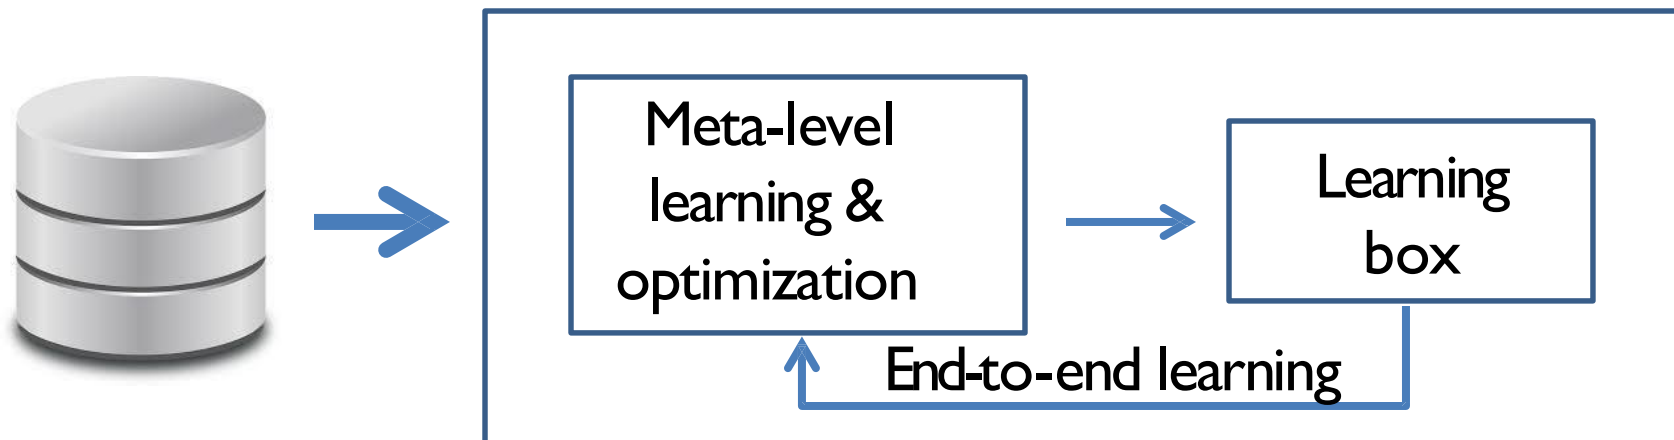 Meta-level
learning &
optimization
Learning
box
End-to-end learning